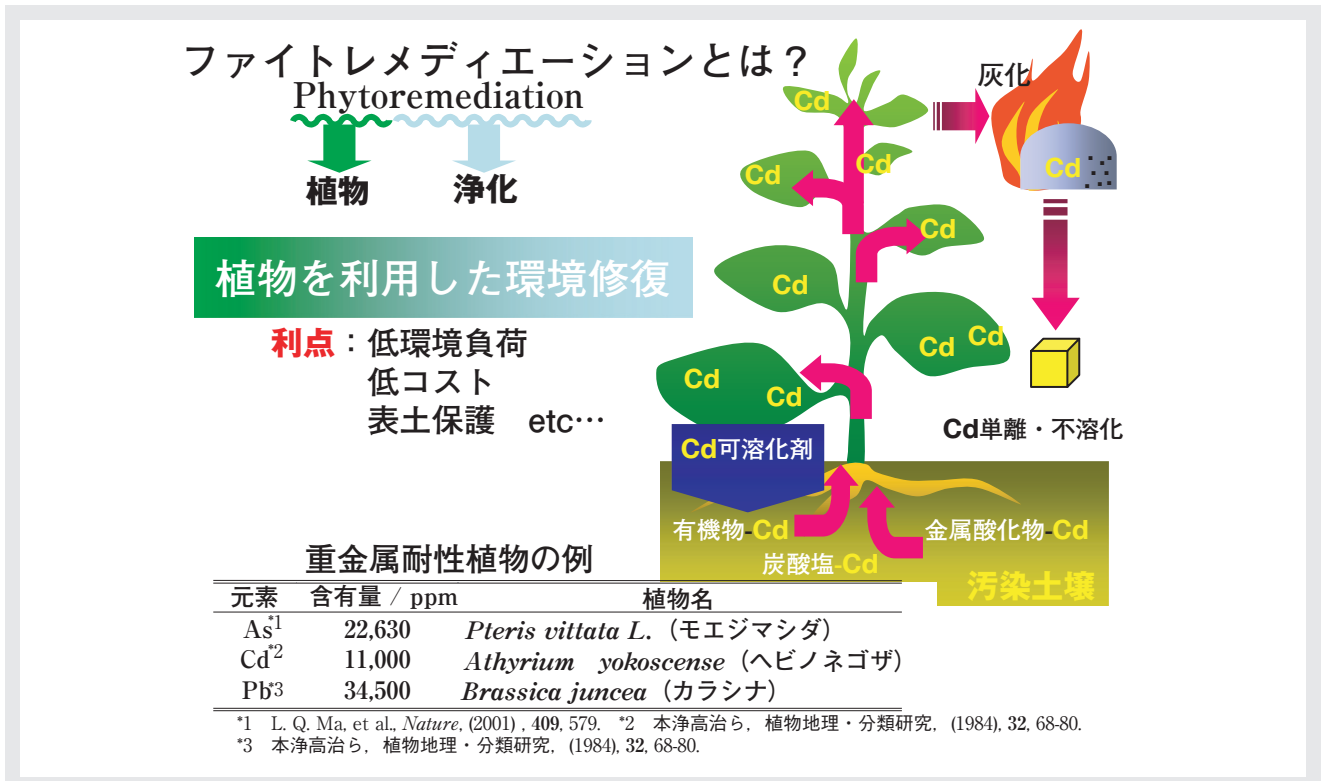 ファイトレメディエーションとは?
Phytoremediation
植物 浄化
植物を利用した環境修復
利点:低環境負荷
低コスト
表土保護 etc…
灰化
Cd
Cd
Cd
Cd
Cd
Cd
Cd
Cd
Cd
Cd
Cd単離・不溶化
Cd可溶化剤
有機物-Cd
金属酸化物-Cd
炭酸塩-Cd
汚染土壌
重金属耐性植物の例
元素 含有量 / ppm 植物名
As*1 22,630 Pteris vittata L.(モエジマシダ)
Cd*2 11,000 Athyrium yokoscense(ヘビノネゴザ)
Pb*3 34,500 Brassica juncea(カラシナ)
*1 L. Q. Ma, et al., Nature, (2001) , 409, 579. *2 本浄高治ら,植物地理・分類研究,(1984), 32, 68-80.
*3 本浄高治ら,植物地理・分類研究,(1984), 32, 68-80.